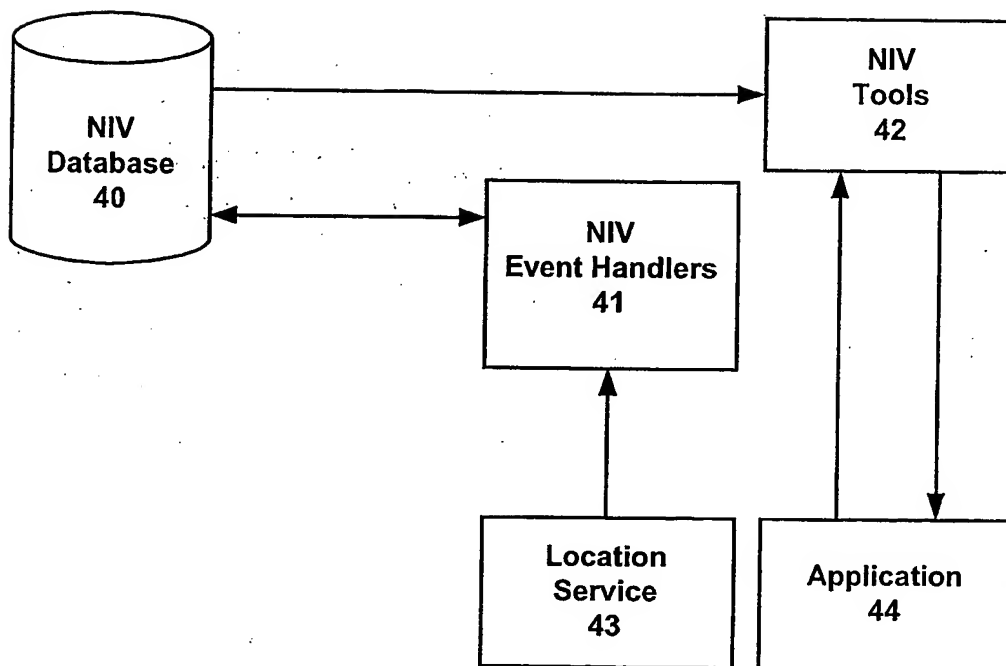 NIV
Database
40
NIV
Tools
42
NIV
Event Handlers
41
Location
Service
43
Application
44